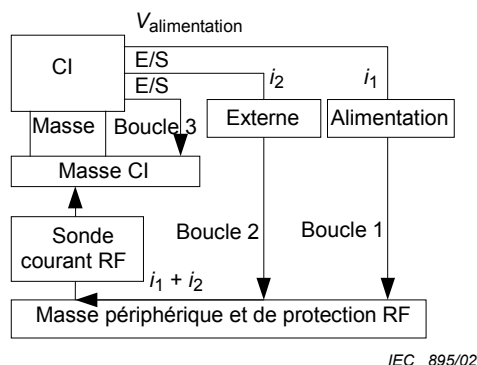 V alimentation
CI
E/S
i2
i1
E/S
Masse
Boucle 3
Externe
Alimentation
Masse CI
Sonde
courant RF
Boucle 2
Boucle 1
i1 + i2
Masse périphérique et de protection RF
IEC 895/02